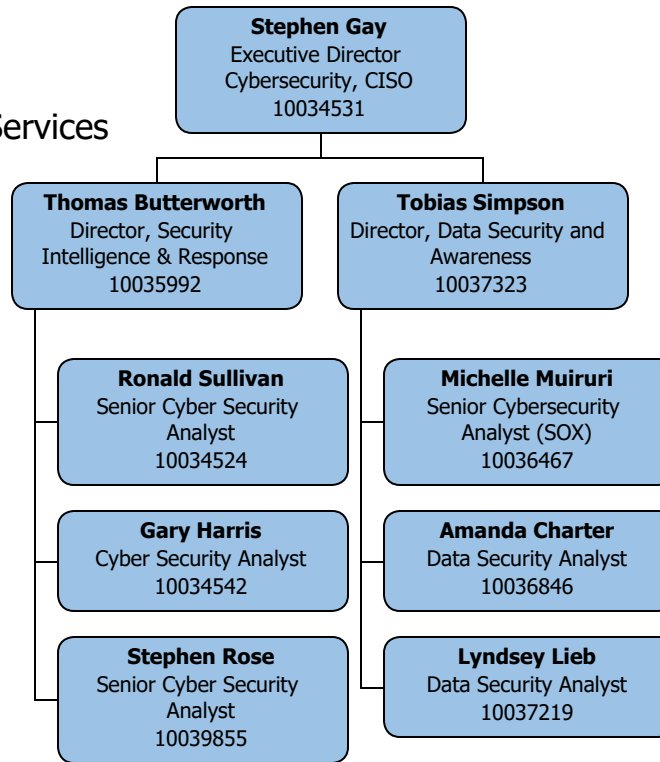 Stephen Gay
Executive Director
Cybersecurity, CISO
10034531
Services
Thomas Butterworth
Director, Security
Intelligence & Response
10035992
Tobias Simpson
Director, Data Security and
Awareness
10037323
Ronald Sullivan
Senior Cyber Security
Analyst
10034524
Gary Harris
Cyber Security Analyst
10034542
Stephen Rose
Senior Cyber Security
Analyst
10039855
Michelle Muiruri
Senior Cybersecurity
Analyst (SOX)
10036467
Amanda Charter
Data Security Analyst
10036846
Lyndsey Lieb
Data Security Analyst
10037219